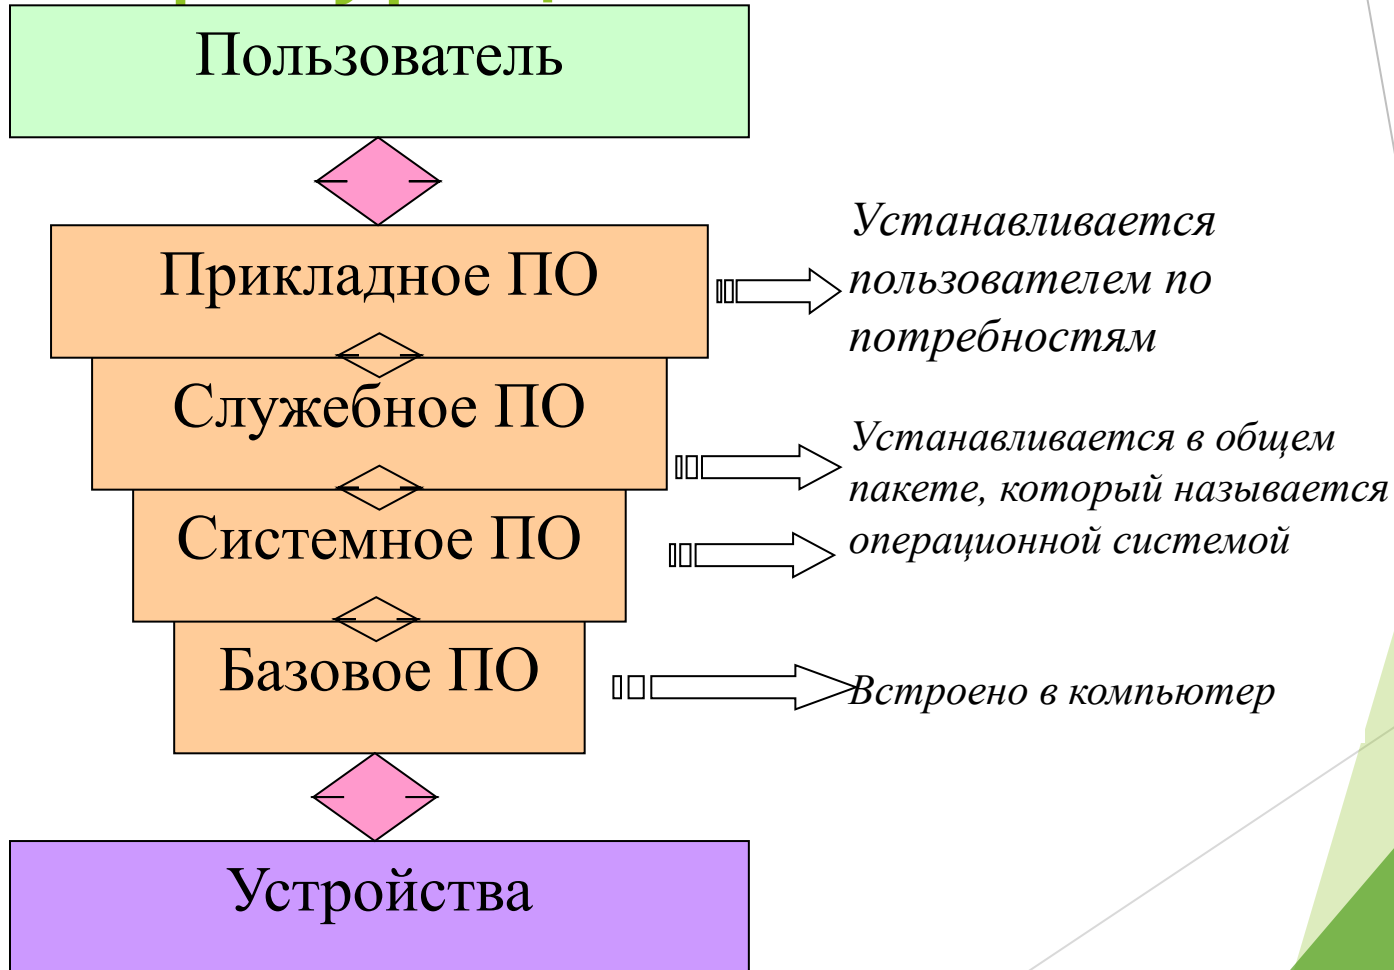 Пользователь
Прикладное ПО
Устанавливается
пользователем по
потребностям
Служебное ПО
Устанавливается в общем
пакете, который называется
операционной системой
Системное ПО
Базовое ПО
Встроено в компьютер
Устройства